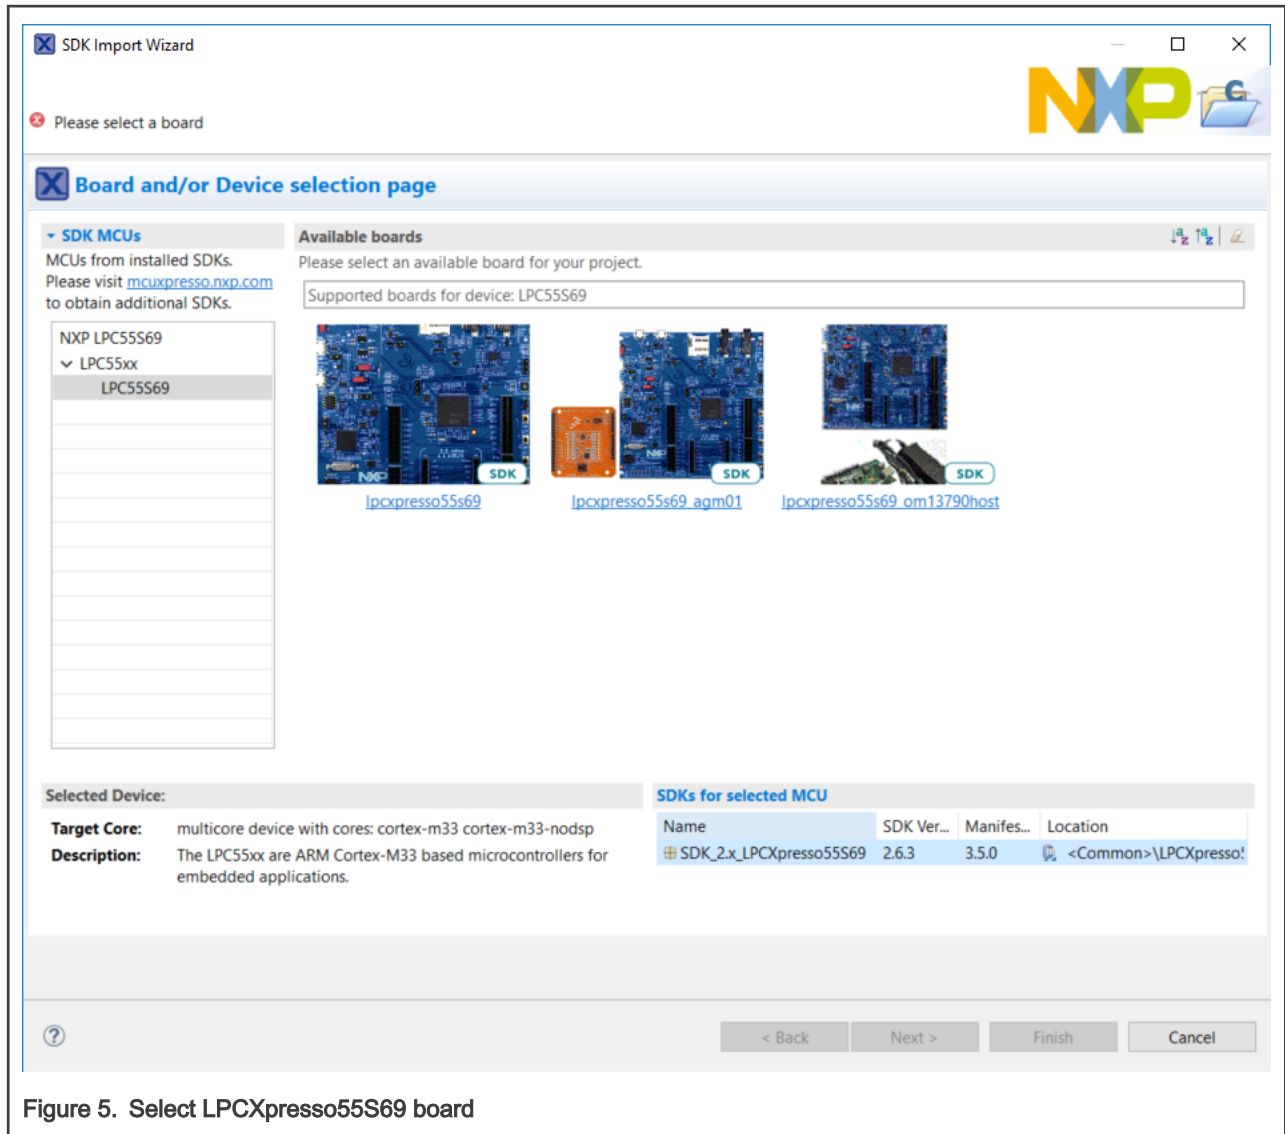 SDK Import Wizard
NXP
Please select a board
Board and/or Device selection page
SDK MCUs
MCUs from installed SDKs.
Please visit mcuxpresso.nxp.com
to obtain additional SDKs.
NXP LPC55S69
LPC55xx
LPC55S69
Available boards
Please select an available board for your project.
Supported boards for device: LPC55S69
NXP
SDK
NXP
SDK
SDK
lpcxpresso55s69
lpcxpresso55s69_agm01
lpcxpresso55s69_om13790host
Selected Device:
Target Core: multicore device with cores: cortex-m33 cortex-m33-nodsp
Description: The LPC55xx are ARM Cortex-M33 based microcontrollers for
embedded applications.
SDKs for selected MCU
Name SDK Ver... Manifes... Location
SDK_2.x_LPCXpresso55S69 2.6.3 3.5.0 <Common>\LPCXpresso!
< Back Next > Finish Cancel
Figure 5. Select LPCXpresso55S69 board